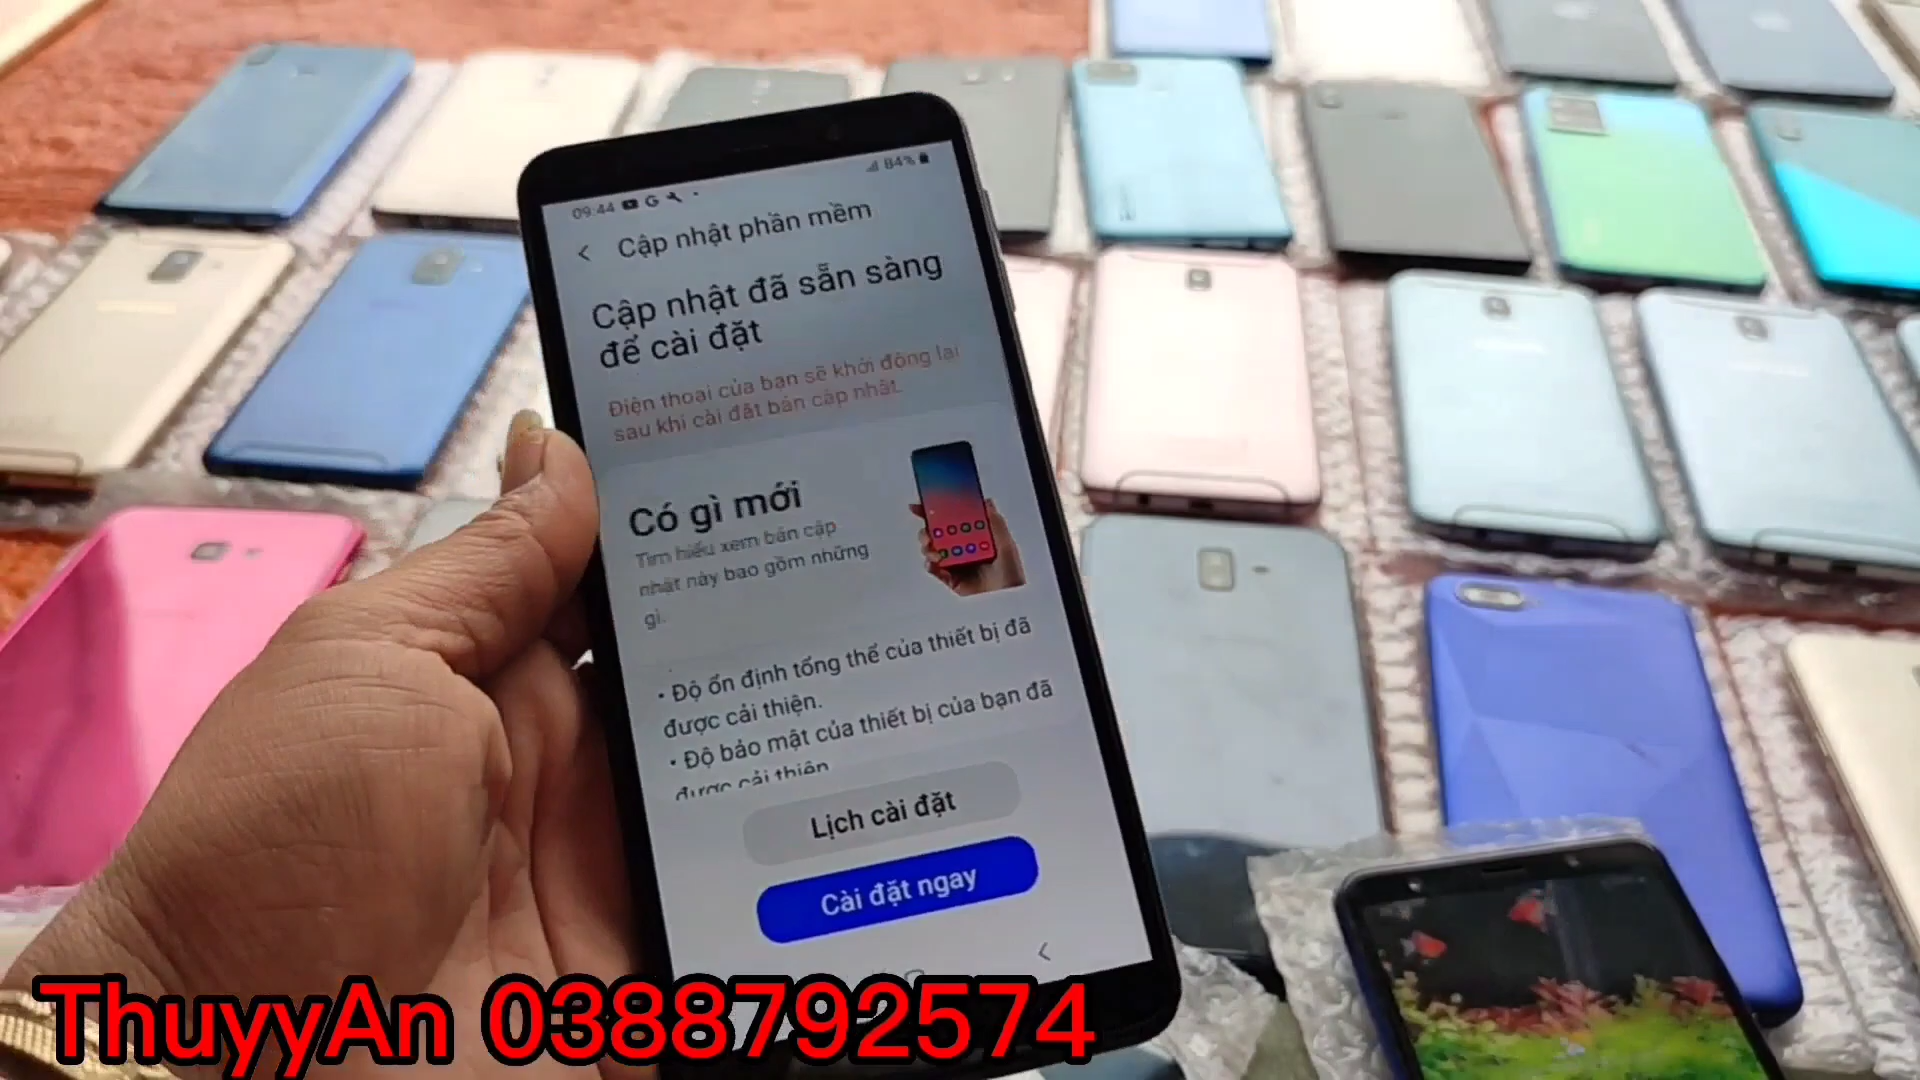 09:44
84%
Cập nhật phần mềm
Cập nhật đã sẵn sàng
để cài đặt
Điện thoại của bạn sẽ khởi động lại
sau khi cài đặt bản cập nhật.
Có gì mới
Tìm hiểu xem bản cập
nhật này bao gồm những
gì.
• Độ ổn định tổng thể của thiết bị đã
được cải thiện.
• Độ bảo mật của thiết bị của bạn đã
được cải thiện
Lịch cài đặt
Cài đặt ngay
ThuyyAn 0388792574